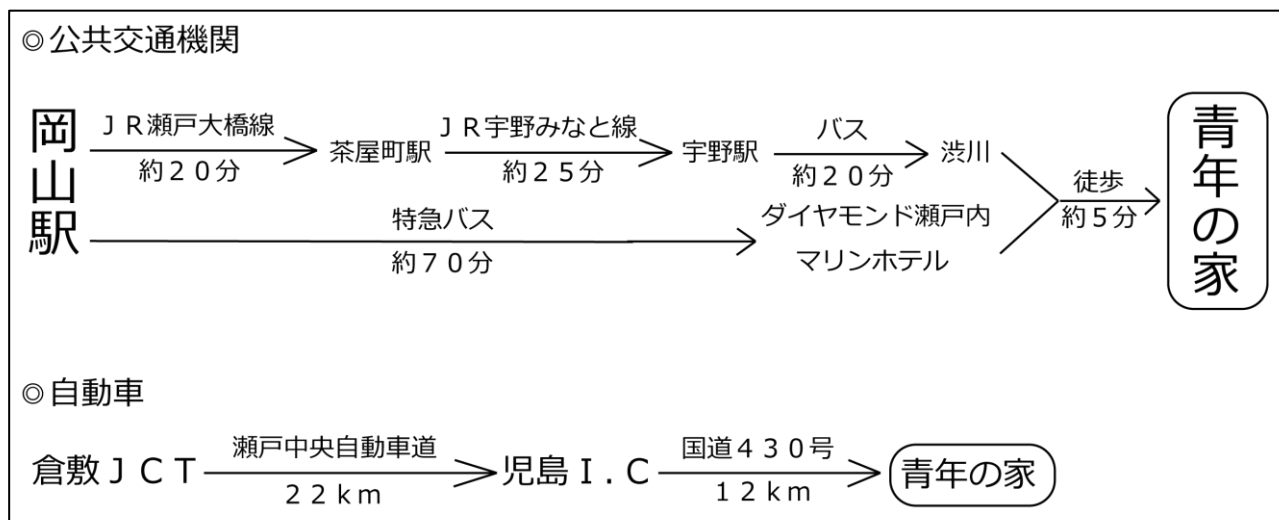 ◎公共交通機関
岡山駅
ＪＲ瀬戸大橋線
約２０分
茶屋町駅
ＪＲ宇野みなと線
約２５分
宇野駅
バス
約２０分
渋川
特急バス
約７０分
ダイヤモンド瀬戸内
マリンホテル
徒歩
約５分
青年の家
◎自動車
倉敷ＪＣＴ
瀬戸中央自動車道
２２ｋｍ
児島Ｉ．Ｃ
国道４３０号
１２ｋｍ
青年の家